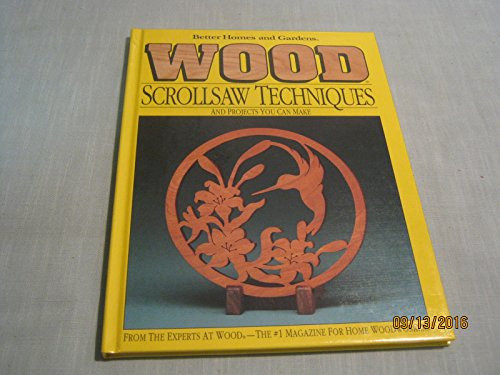 Better Homes and Gardens®
WOOD®
SCROLLSAW TECHNIQUES
AND PROJECTS YOU CAN MAKE
FROM THE EXPERTS AT WOOD®—THE #1 MAGAZINE FOR HOME
09/13/2016